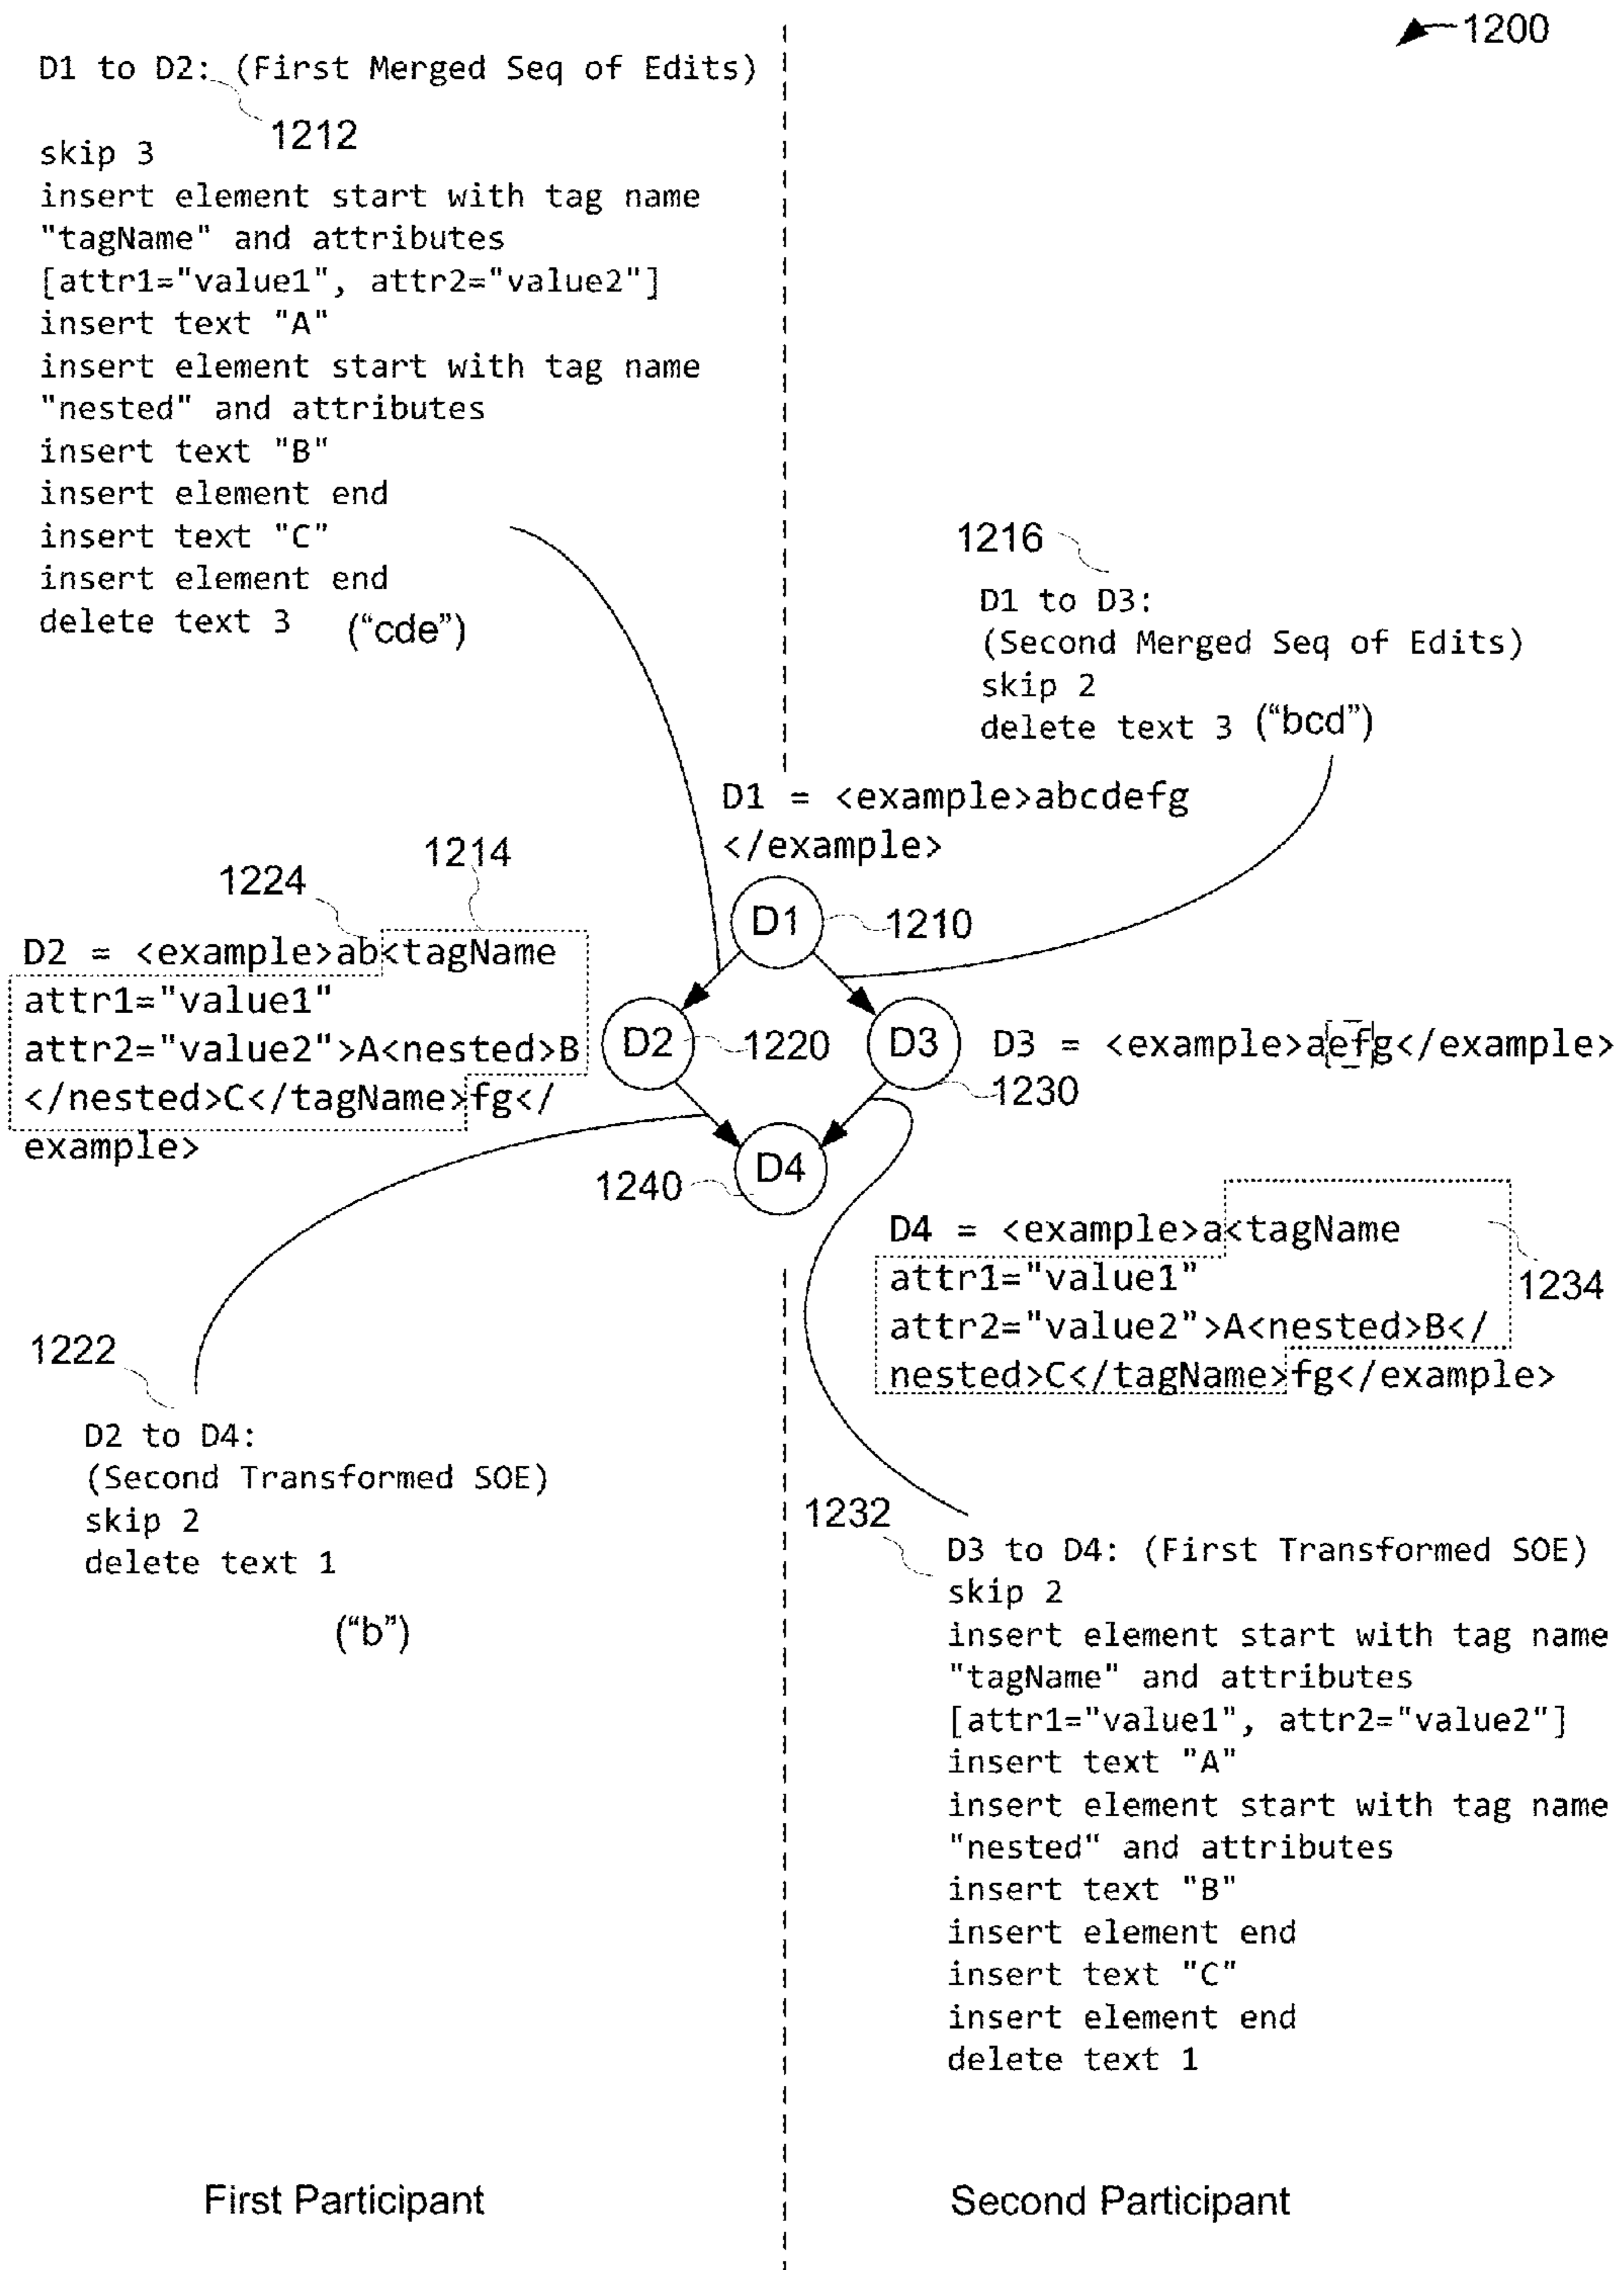 1200
D1 to D2: (First Merged Seq of Edits)
1212
skip 3
insert element start with tag name
"tagName" and attributes
[attr1="value1", attr2="value2"]
insert text "A"
insert element start with tag name
"nested" and attributes
insert text "B"
insert element end
insert text "C"
insert element end
delete text 3 ("cde")
1216
D1 to D3:
(Second Merged Seq of Edits)
skip 2
delete text 3 ("bcd")
D1 = <example>abcdefg
</example>
1214
1224
D1
1210
D2 = <example>ab<tagName
attr1="value1"
attr2="value2">A<nested>B
</nested>C</tagName>fg</
example>
D2
1220
D3
1230
D3 = <example>aefg</example>
D4
1240
D4 = <example>a<tagName
attr1="value1"
attr2="value2">A<nested>B</
nested>C</tagName>fg</example>
1234
1222
D2 to D4:
(Second Transformed SOE)
skip 2
delete text 1
("b")
1232
D3 to D4: (First Transformed SOE)
skip 2
insert element start with tag name
"tagName" and attributes
[attr1="value1", attr2="value2"]
insert text "A"
insert element start with tag name
"nested" and attributes
insert text "B"
insert element end
insert text "C"
insert element end
delete text 1
First Participant
Second Participant